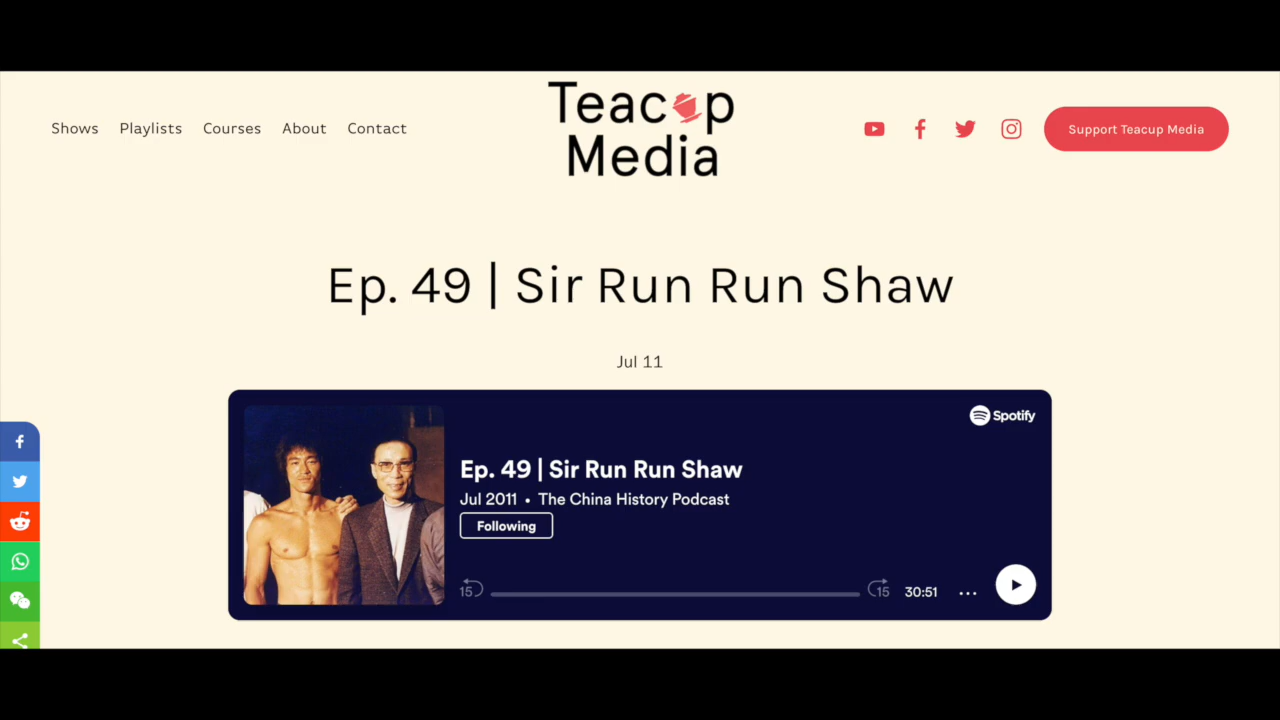 Shows Playlists Courses About Contact
Teacup
Media
Support Teacup Media
Ep. 49 | Sir Run Run Shaw
Jul 11
Spotify
Ep. 49 | Sir Run Run Shaw
Jul 2011 • The China History Podcast
Following
15 15 30:51 ...